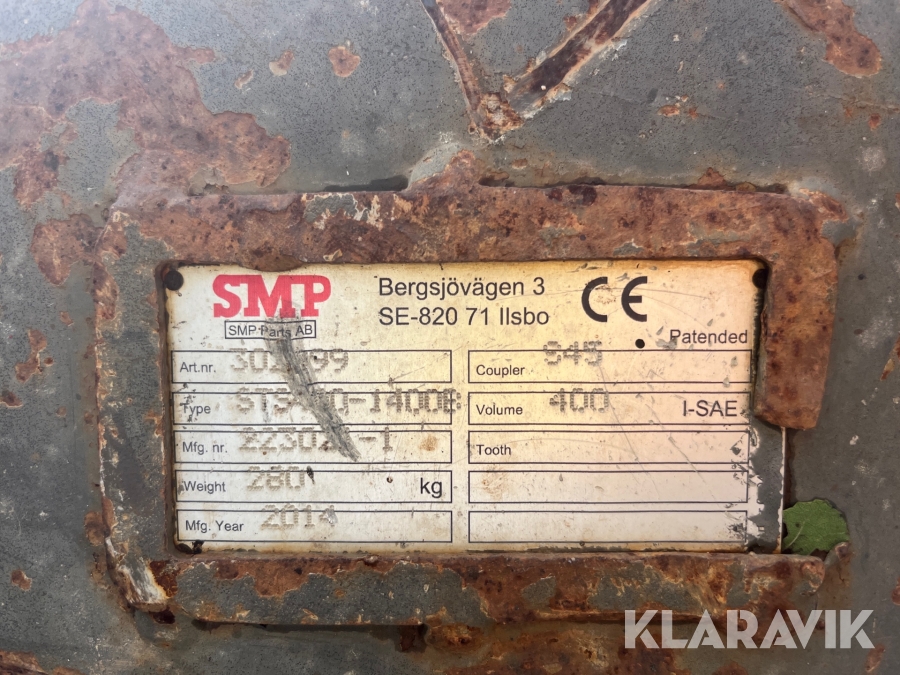 SMP
SMP Parts AB
Bergsjövägen 3
SE-820 71 Ilsbo
CE
Patended
Art.nr.
Coupler S45
Type
Volume 400 I-SAE
Mfg. nr.
Tooth
Weight 280 kg
Mfg. Year 2014
KLARAVIK